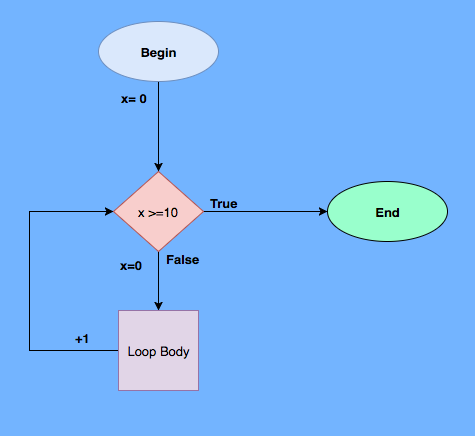 Begin
x= 0
x >=10
True
End
x=0
False
+1
Loop Body